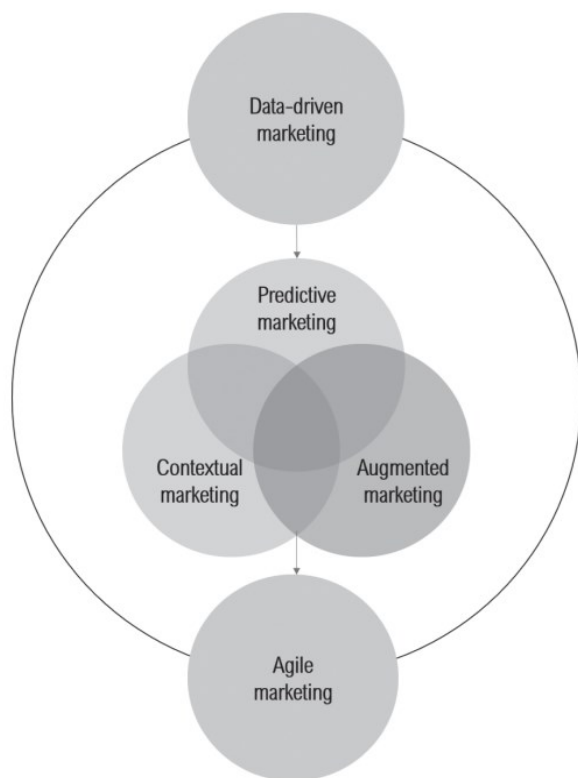 Data-driven
marketing
Predictive
marketing
Contextual
marketing
Augmented
marketing
Agile
marketing